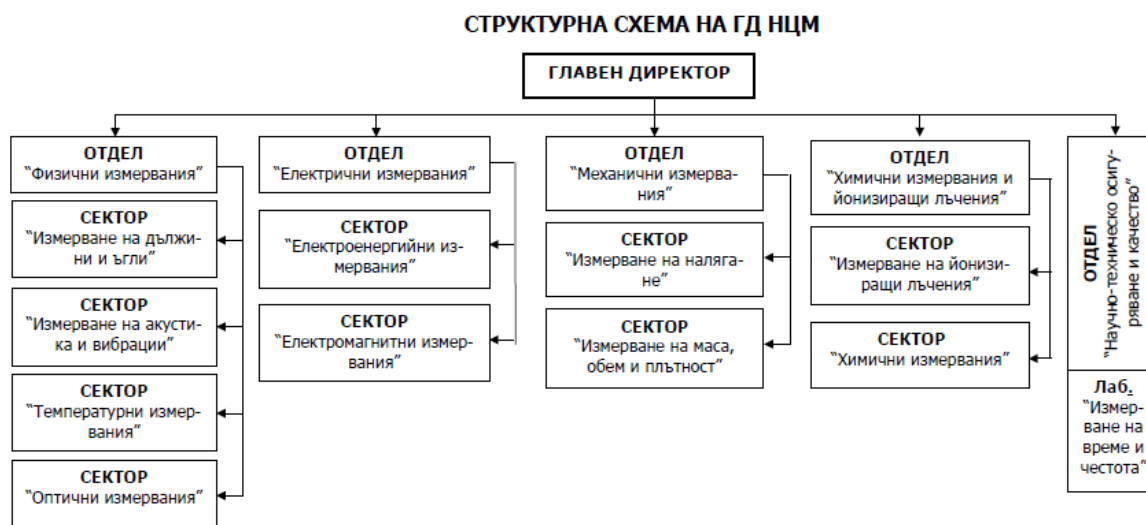 СТРУКТУРНА СХЕМА НА ГД НЦМ
ГЛАВЕН ДИРЕКТОР
ОТДЕЛ
“Физични измервания”
СЕКТОР
“Измерване на дължи-
ни и ъгли”
СЕКТОР
“Измерване на акусти-
ка и вибрации”
СЕКТОР
“Температурни измер-
вания”
СЕКТОР
“Оптични измервания”
ОТДЕЛ
“Електрични измервания”
СЕКТОР
“Електроенергийни из-
мервания”
СЕКТОР
“Електромагнитни измер-
вания”
ОТДЕЛ
“Механични измерва-
ния”
СЕКТОР
“Измерване на наляга-
не”
СЕКТОР
“Измерване на маса,
обем и плътност”
ОТДЕЛ
“Химични измервания и
йонизиращи лъчения”
СЕКТОР
“Измерване на йонизи-
ращи лъчения”
СЕКТОР
“Химични измервания”
ОТДЕЛ
“Научно-техническо осигу-
ряване и качество”
Лаб.
“Измер-
ване на
време и
честота”